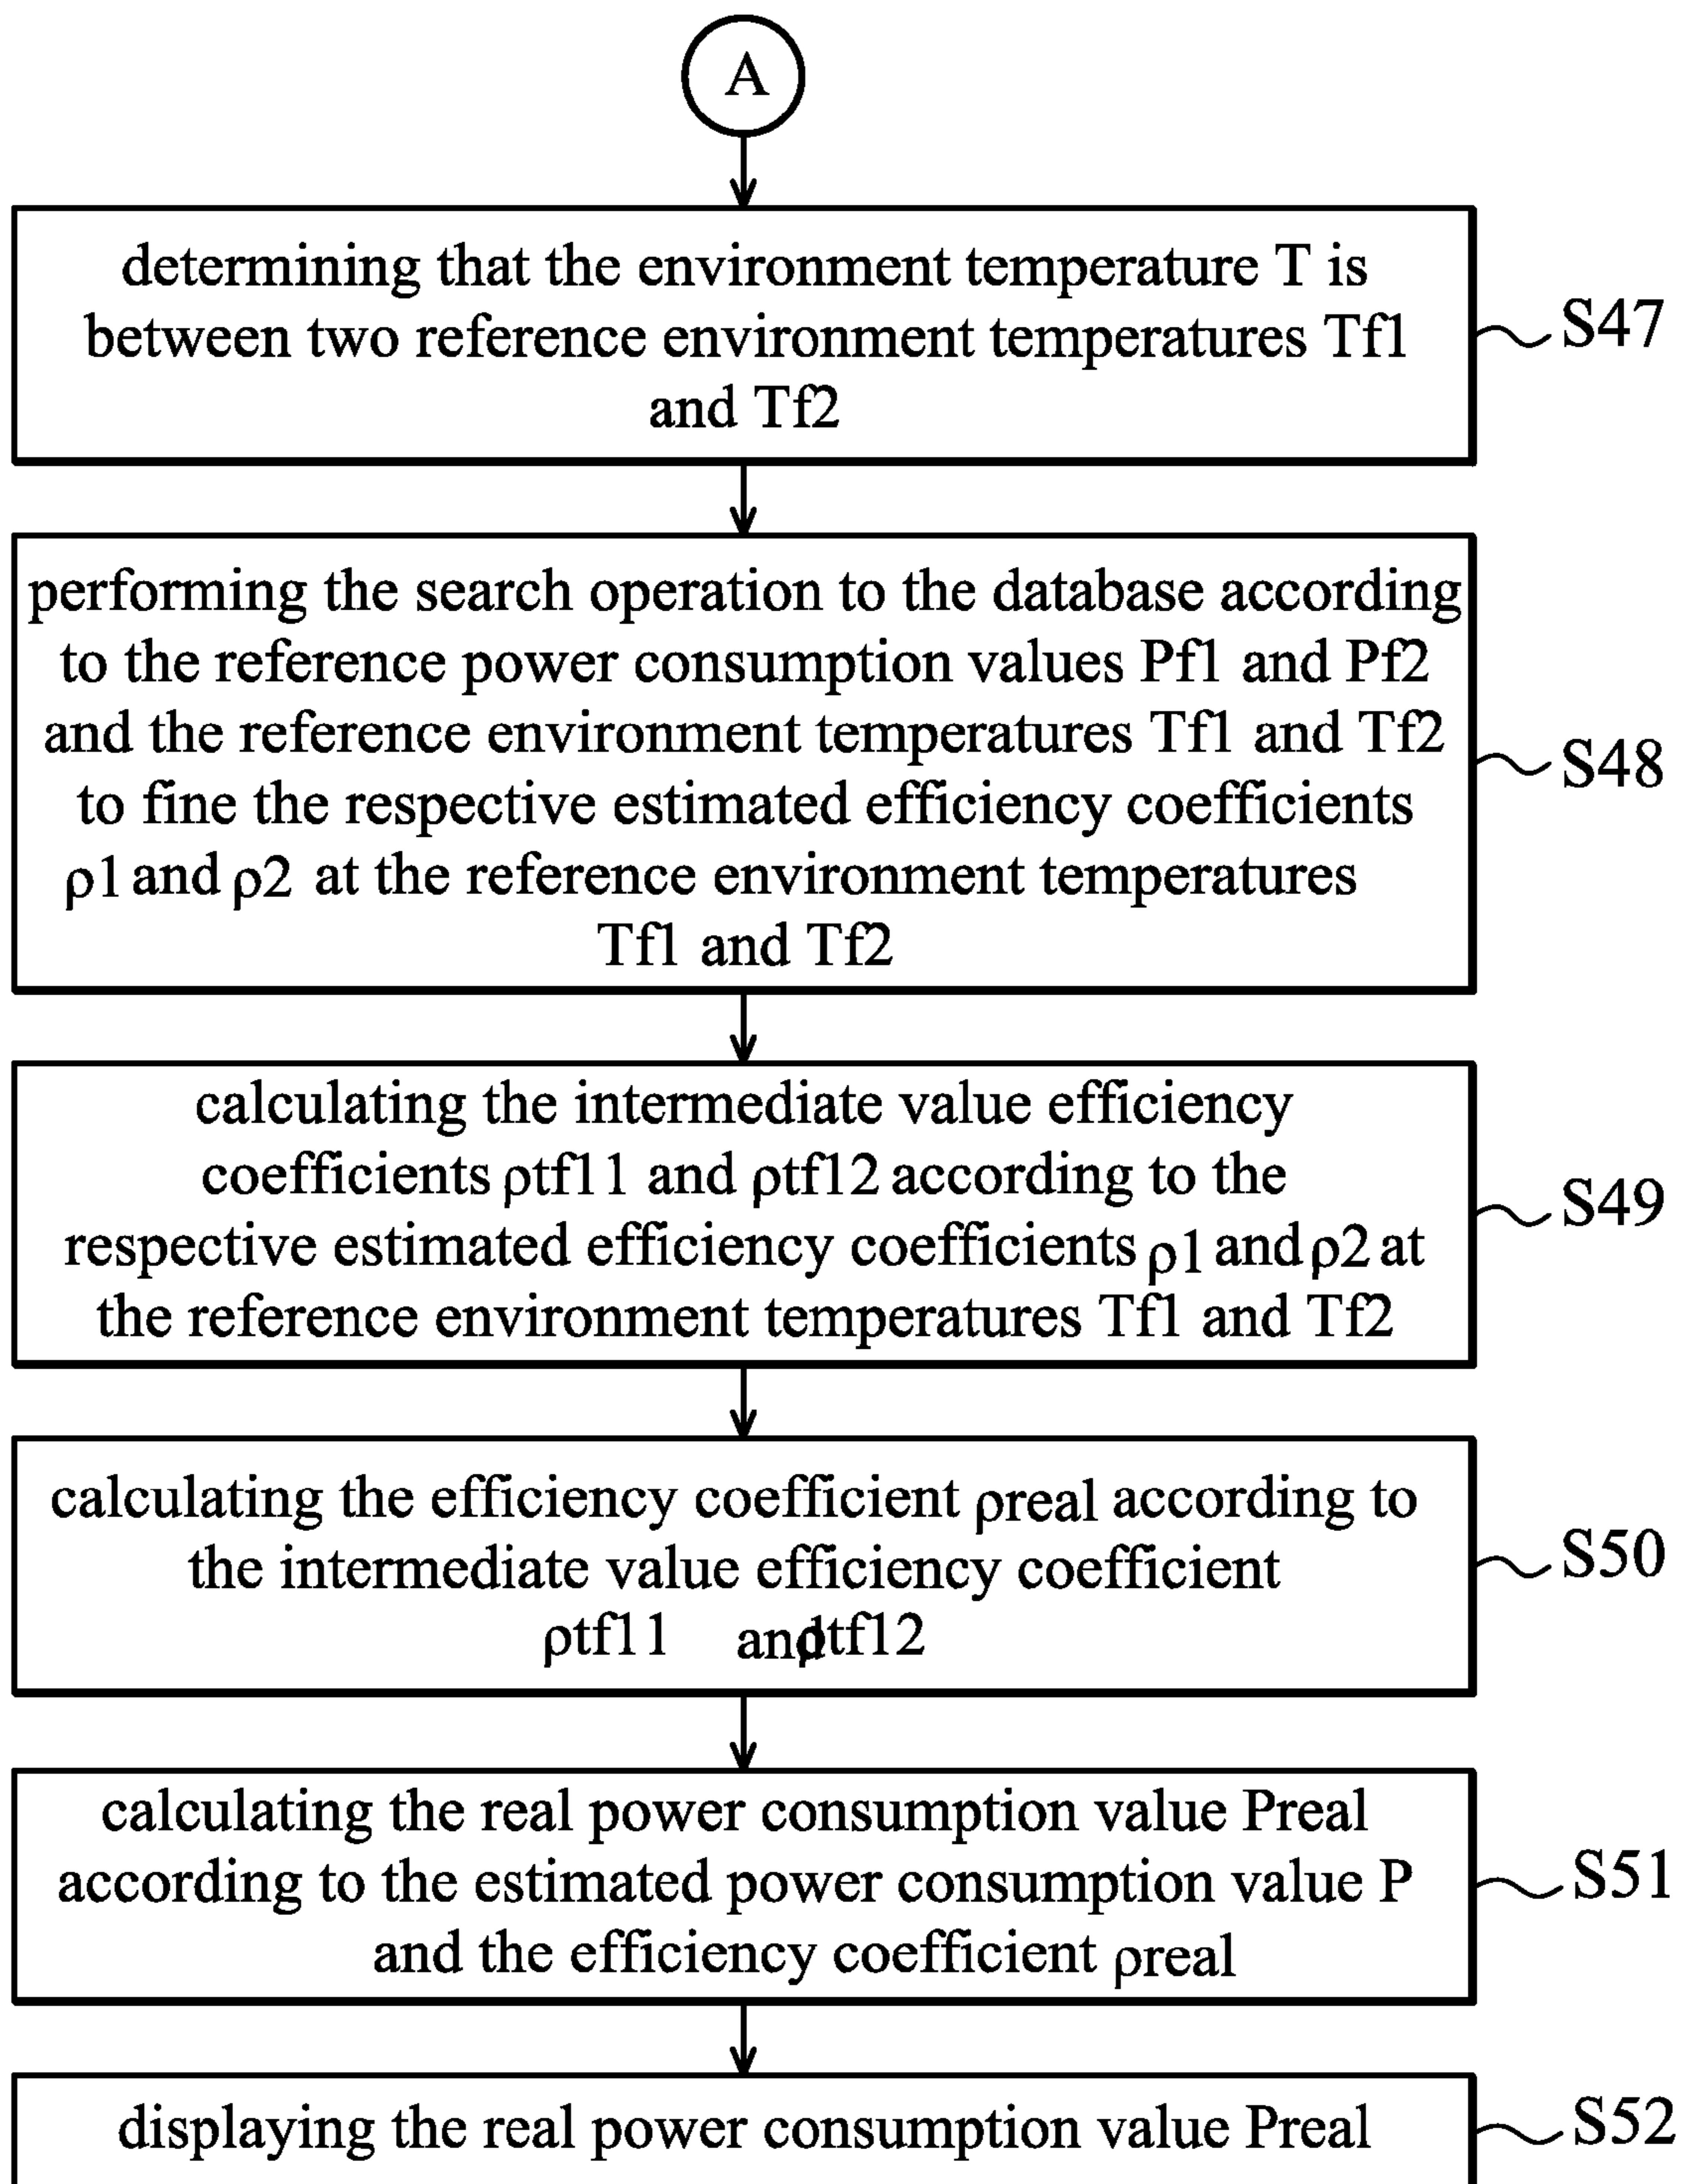 A
determining that the environment temperature T is
between two reference environment temperatures Tf1
and Tf2
S47
performing the search operation to the database according
to the reference power consumption values Pf1 and Pf2
and the reference environment temperatures Tf1 and Tf2
to fine the respective estimated efficiency coefficients
ρ1 and ρ2 at the reference environment temperatures
Tf1 and Tf2
S48
calculating the intermediate value efficiency
coefficients ρtf11 and ρtf12 according to the
respective estimated efficiency coefficients ρ1 and ρ2 at
the reference environment temperatures Tf1 and Tf2
S49
calculating the efficiency coefficient ρreal according to
the intermediate value efficiency coefficient
ρtf11 and ρtf12
S50
calculating the real power consumption value Preal
according to the estimated power consumption value P
and the efficiency coefficient ρreal
S51
displaying the real power consumption value Preal
S52